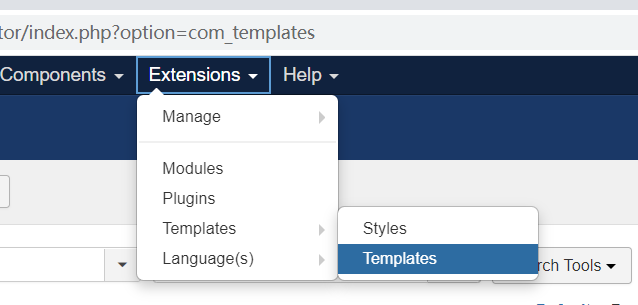 tor/index.php?option=com_templates
Components Extensions Help
Manage
Modules
Plugins
Templates Styles
Language(s) Templates
rch Tools